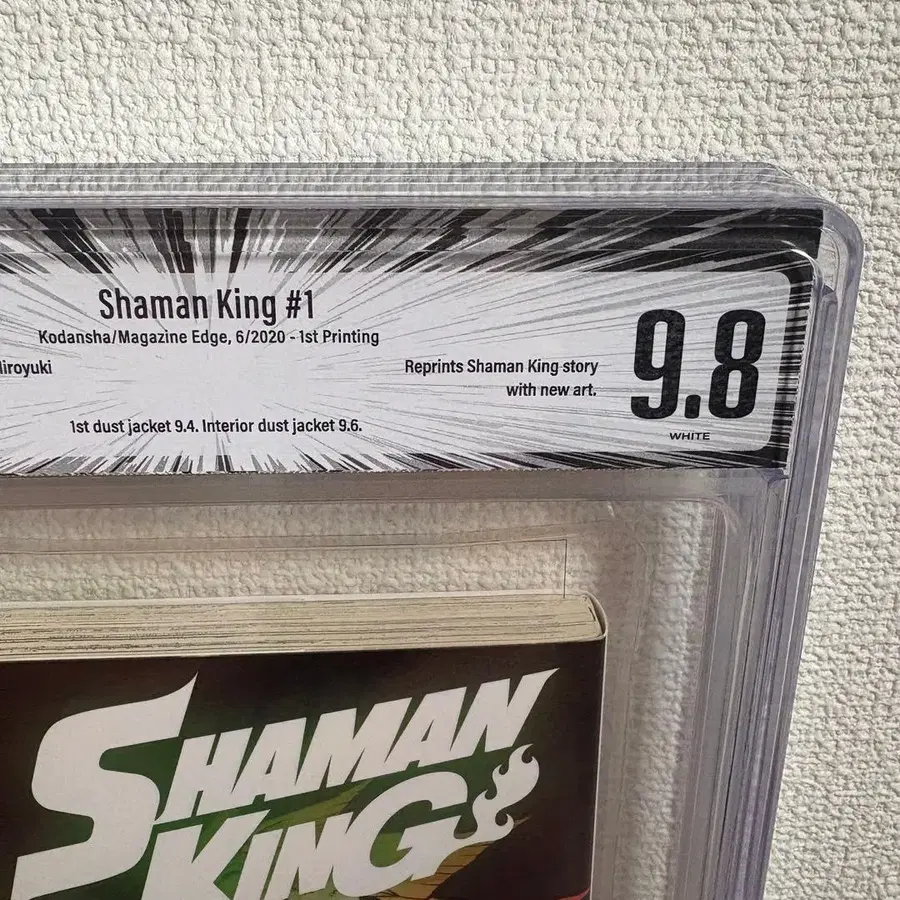 Shaman King #1
Kodansha/Magazine Edge, 6/2020 - 1st Printing
Reprints Shaman King story
with new art.
1st dust jacket 9.4. Interior dust jacket 9.6.
9.8
WHITE
SHAMAN
KING